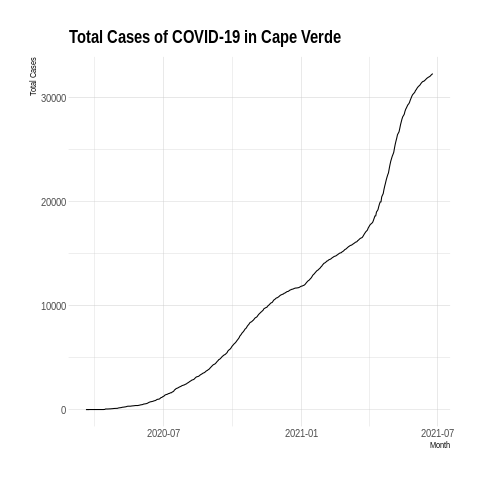 Total Cases of COVID-19 in Cape Verde
Total Cases
30000
20000
10000
0
2020-07
2021-01
2021-07
Month